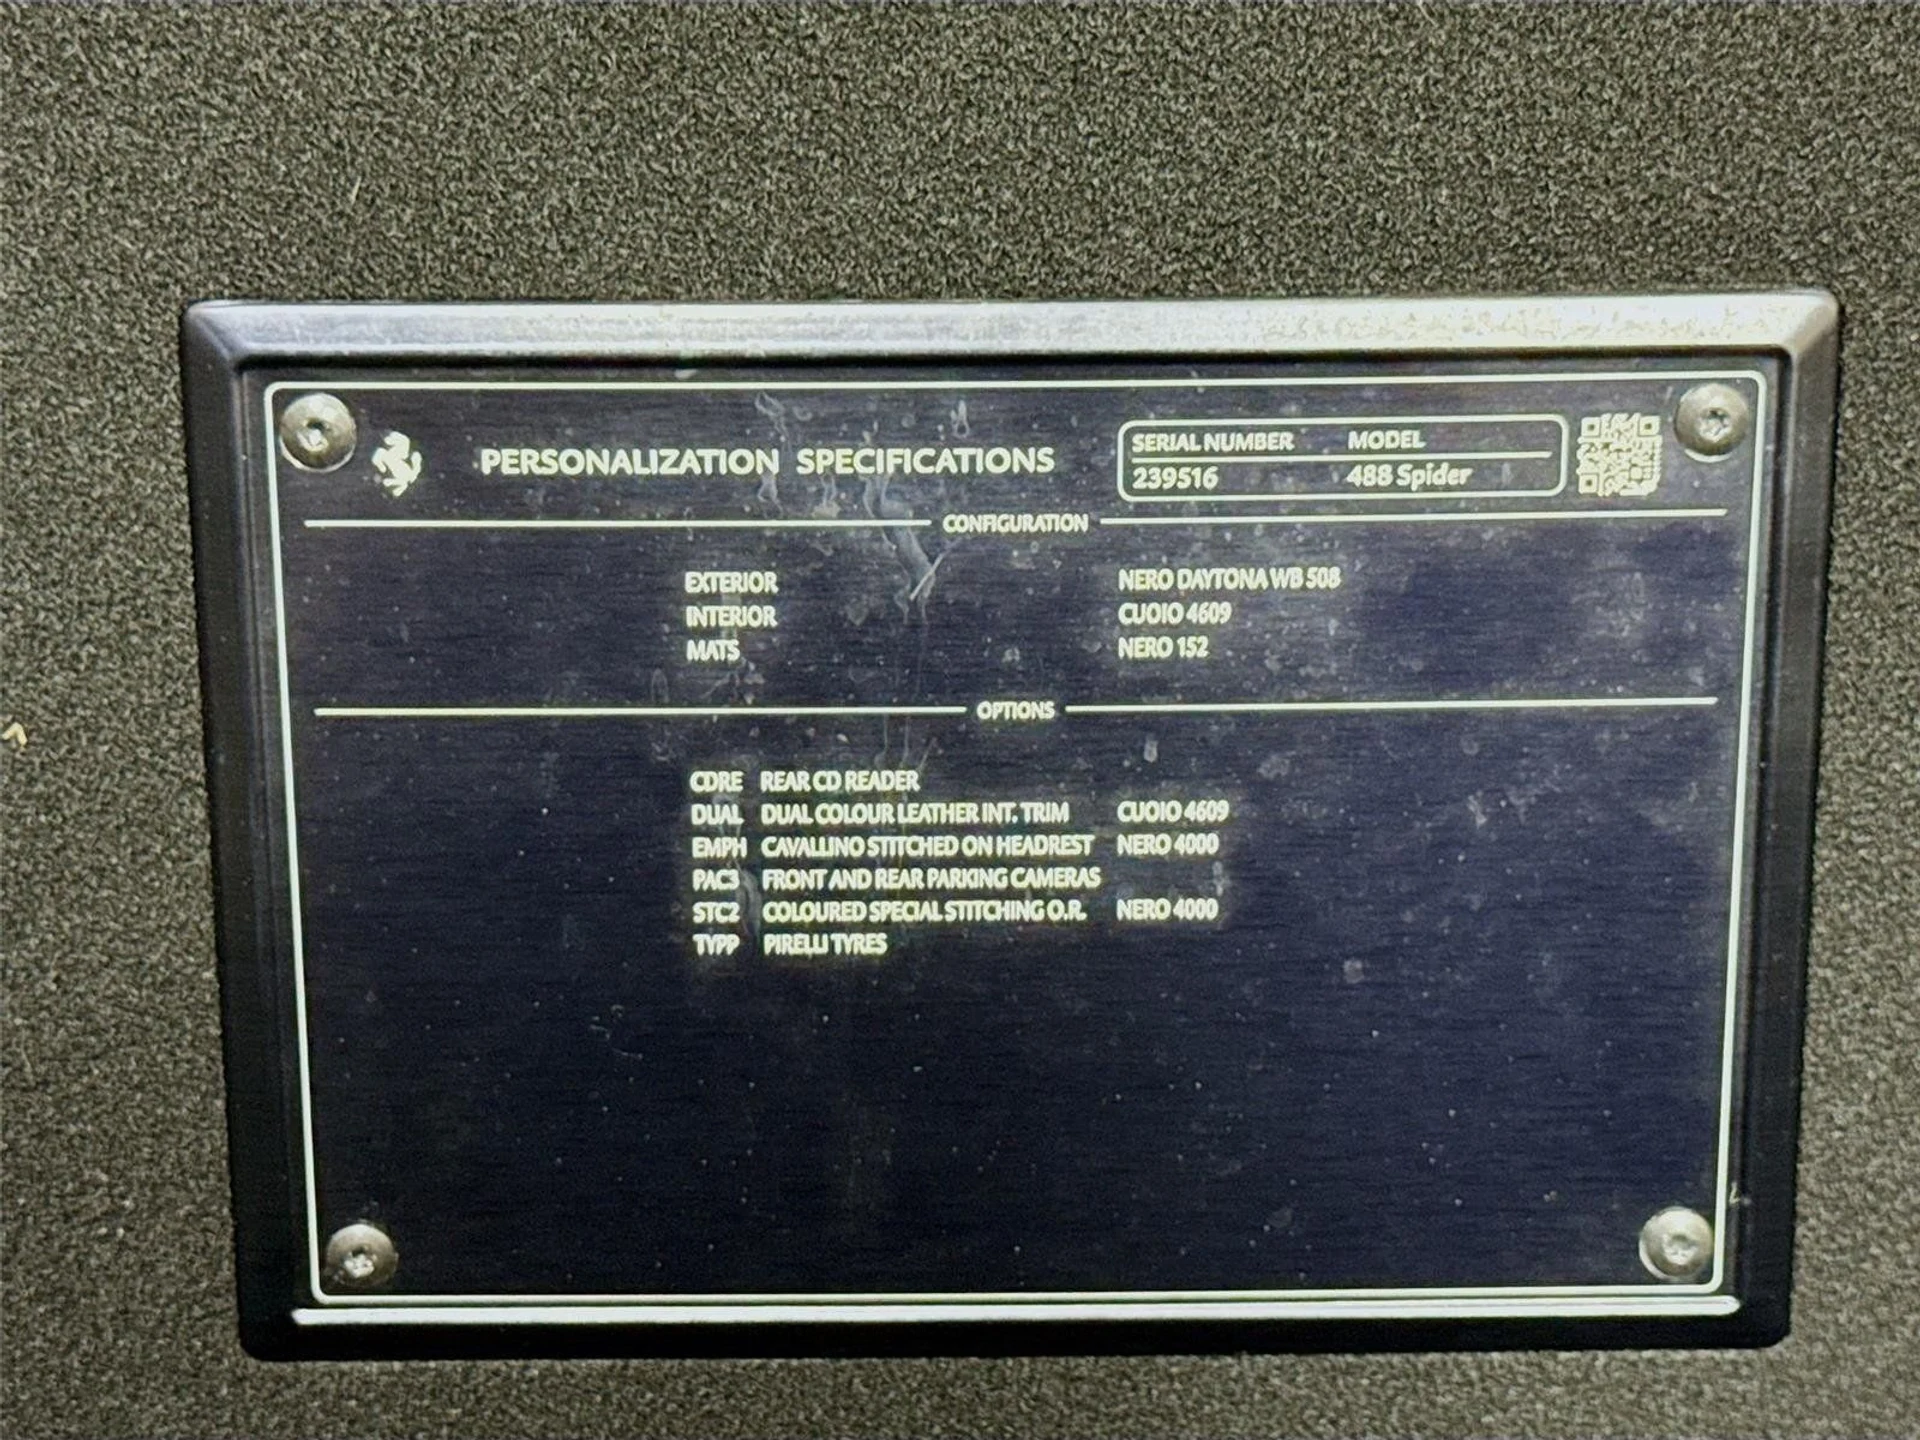 PERSONALIZATION SPECIFICATIONS
SERIAL NUMBER MODEL
239516 488 Spider
CONFIGURATION
EXTERIOR NERO DAYTONA WB 508
INTERIOR CUOIO 4609
MATS NERO 152
OPTIONS
CDRE REAR CD READER
DUAL DUAL COLOUR LEATHER INT. TRIM CUOIO 4609
EMPH CAVALLINO STITCHED ON HEADREST NERO 4000
PAC3 FRONT AND REAR PARKING CAMERAS
STC2 COLOURED SPECIAL STITCHING O.R. NERO 4000
TYPP PIRELLI TYRES